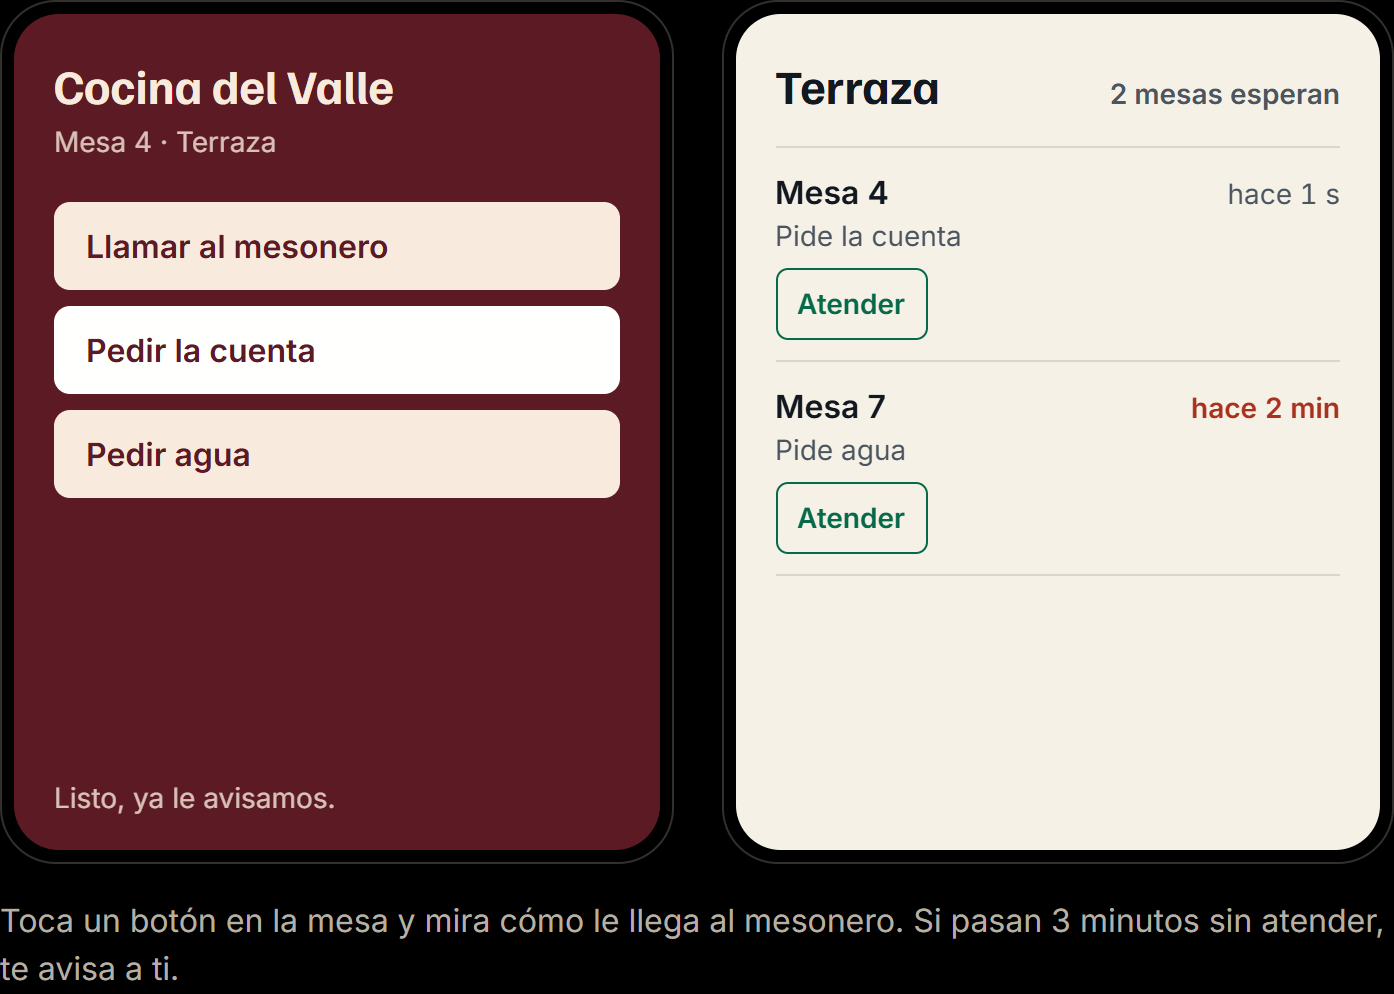 Cocina del Valle
Mesa 4 · Terraza
Llamar al mesonero
Pedir la cuenta
Pedir agua
Listo, ya le avisamos.
Terraza
2 mesas esperan
Mesa 4
hace 1 s
Pide la cuenta
Atender
Mesa 7
hace 2 min
Pide agua
Atender
Toca un botón en la mesa y mira cómo le llega al mesonero. Si pasan 3 minutos sin atender,
te avisa a ti.